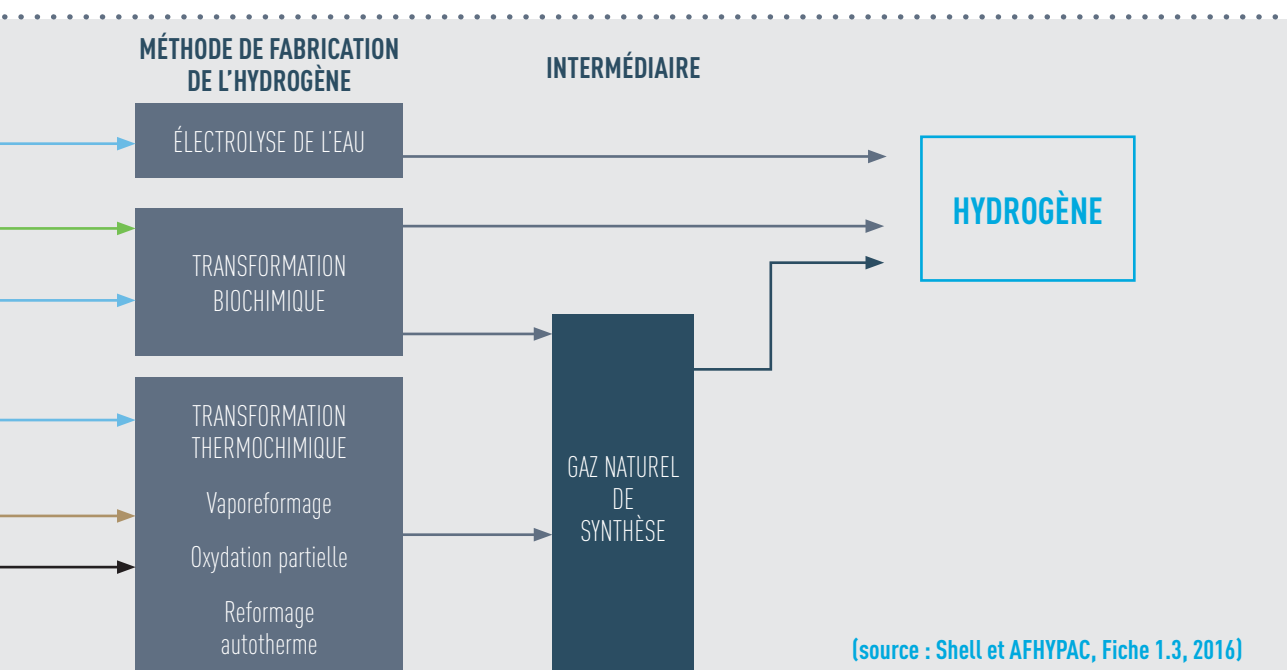 MÉTHODE DE FABRICATION
DE L'HYDROGÈNE
INTERMÉDIAIRE
ÉLECTROLYSE DE L'EAU
HYDROGÈNE
TRANSFORMATION
BIOCHIMIQUE
TRANSFORMATION
THERMOCHIMIQUE
Vaporeformage
Oxydation partielle
Reformage
autotherme
GAZ NATUREL
DE
SYNTHÈSE
(source : Shell et AFHYPAC, Fiche 1.3, 2016)